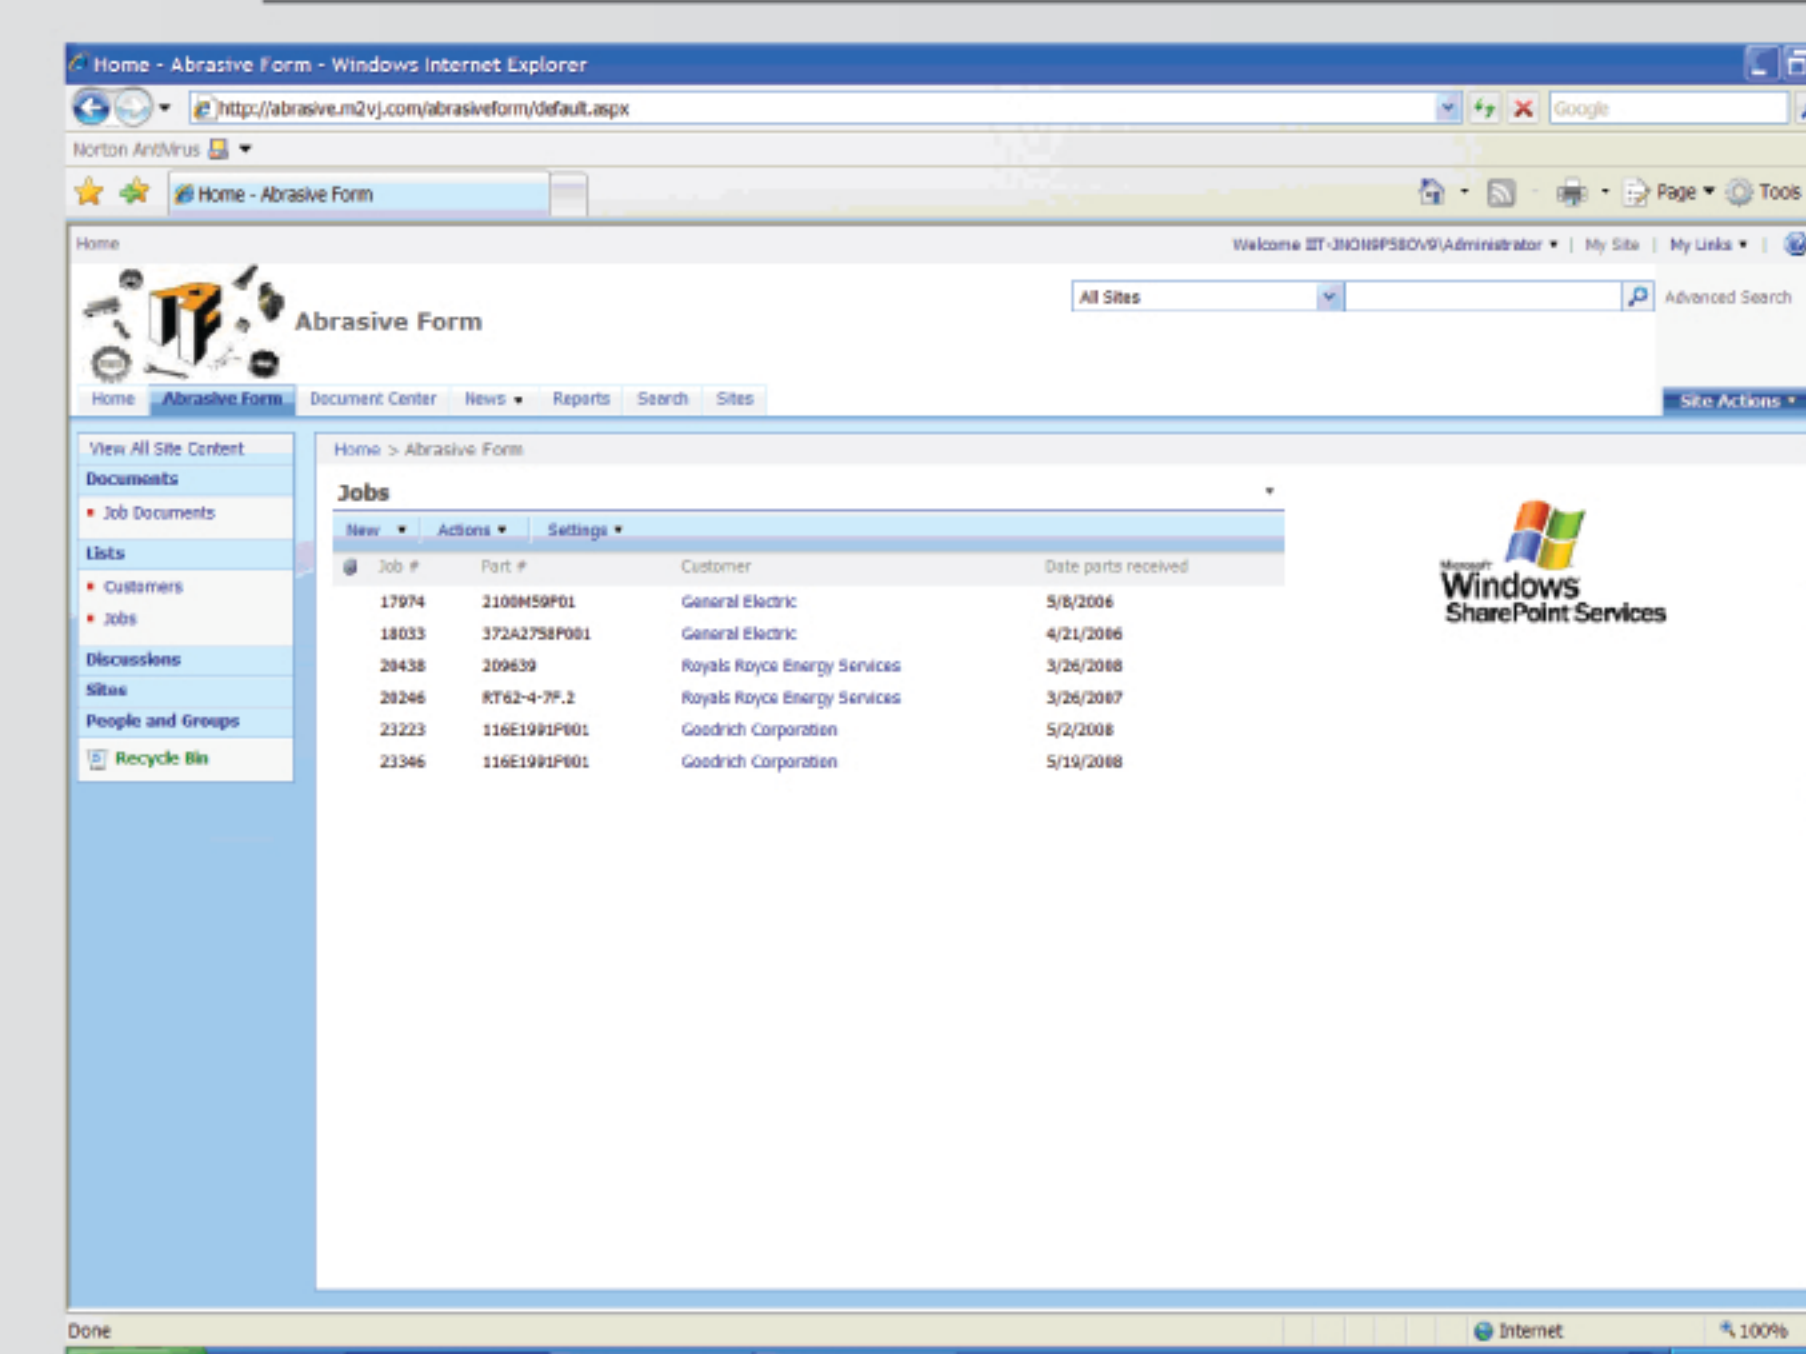 Home - Abrasive Form - Windows Internet Explorer
http://abrasive.m2vj.com/abrasiveform/default.aspx Google
Norton AntiVirus
Home - Abrasive Form Page Tools
Home Welcome Administrator | My Site | My Links |
Abrasive Form All Sites Advanced Search
Home Abrasive Form Document Center News Reports Search Sites Site Actions
View All Site Content
Documents
Job Documents
Lists
Customers
Jobs
Discussions
Sites
People and Groups
Recycle Bin
Home > Abrasive Form
Jobs
New Actions Settings
Job # Part # Customer Date parts received
17974 2100M59P01 General Electric 5/8/2006
18033 372A2758P001 General Electric 4/21/2006
20438 209639 Royals Royce Energy Services 3/26/2008
20246 RT62-4-7F.2 Royals Royce Energy Services 3/26/2007
23223 116E1991P001 Goodrich Corporation 5/2/2008
23346 116E1991P001 Goodrich Corporation 5/19/2008
Microsoft
Windows
SharePoint Services
Done Internet 100%